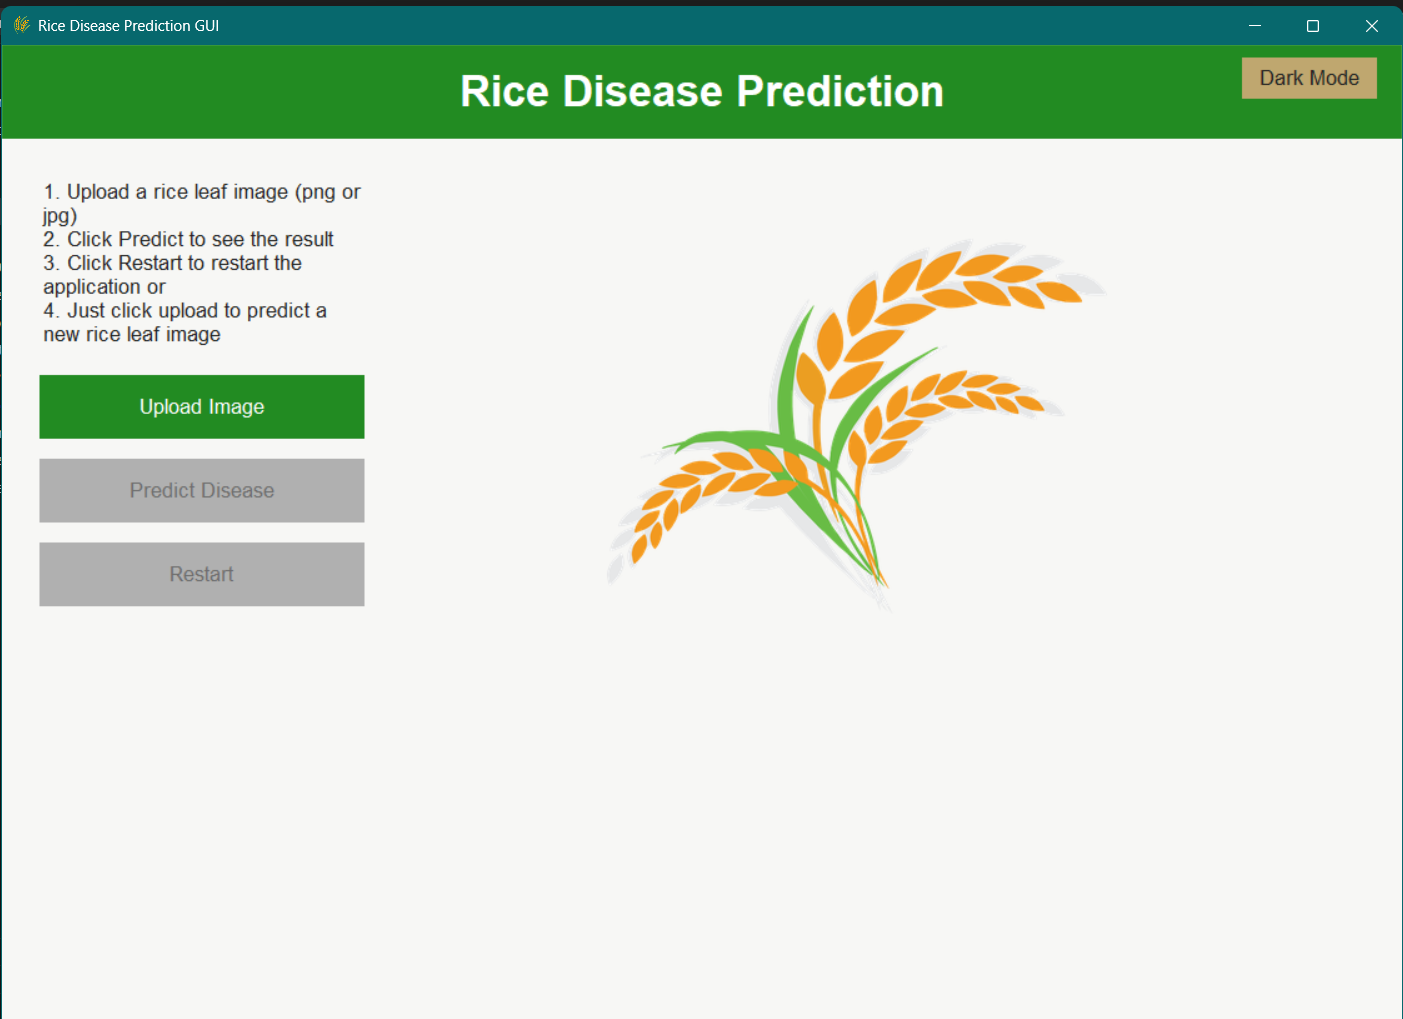 Rice Disease Prediction GUI
Rice Disease Prediction
Dark Mode
1. Upload a rice leaf image (png or
jpg)
2. Click Predict to see the result
3. Click Restart to restart the
application or
4. Just click upload to predict a
new rice leaf image
Upload Image
Predict Disease
Restart